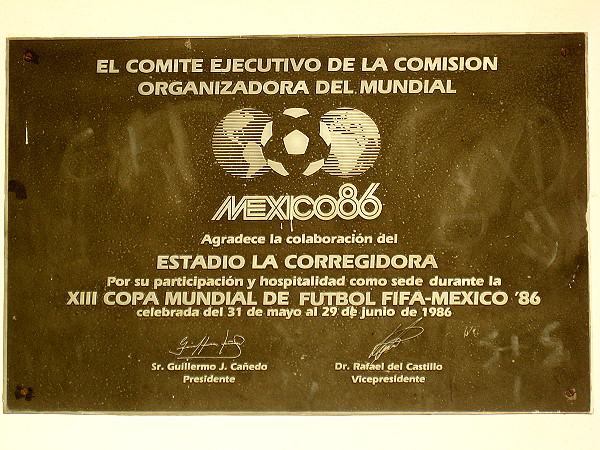 EL COMITE EJECUTIVO DE LA COMISION
ORGANIZADORA DEL MUNDIAL
MEXICO86
Agradece la colaboración del
ESTADIO LA CORREGIDORA
Por su participación y hospitalidad como sede durante la
XIII COPA MUNDIAL DE FUTBOL FIFA-MEXICO '86
celebrada del 31 de mayo al 29 de junio de 1986
Sr. Guillermo J. Cañedo
Presidente
Dr. Rafael del Castillo
Vicepresidente